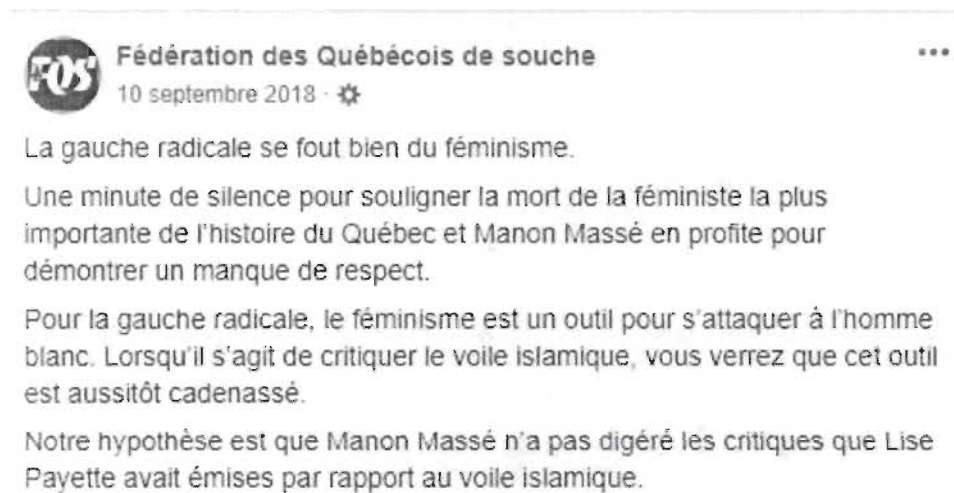 FQS
Fédération des Québécois de souche
10 septembre 2018 ·
La gauche radicale se fout bien du féminisme.
Une minute de silence pour souligner la mort de la féministe la plus
importante de l'histoire du Québec et Manon Massé en profite pour
démontrer un manque de respect.
Pour la gauche radicale, le féminisme est un outil pour s'attaquer à l'homme
blanc. Lorsqu'il s'agit de critiquer le voile islamique, vous verrez que cet outil
est aussitôt cadenassé.
Notre hypothèse est que Manon Massé n'a pas digéré les critiques que Lise
Payette avait émises par rapport au voile islamique.